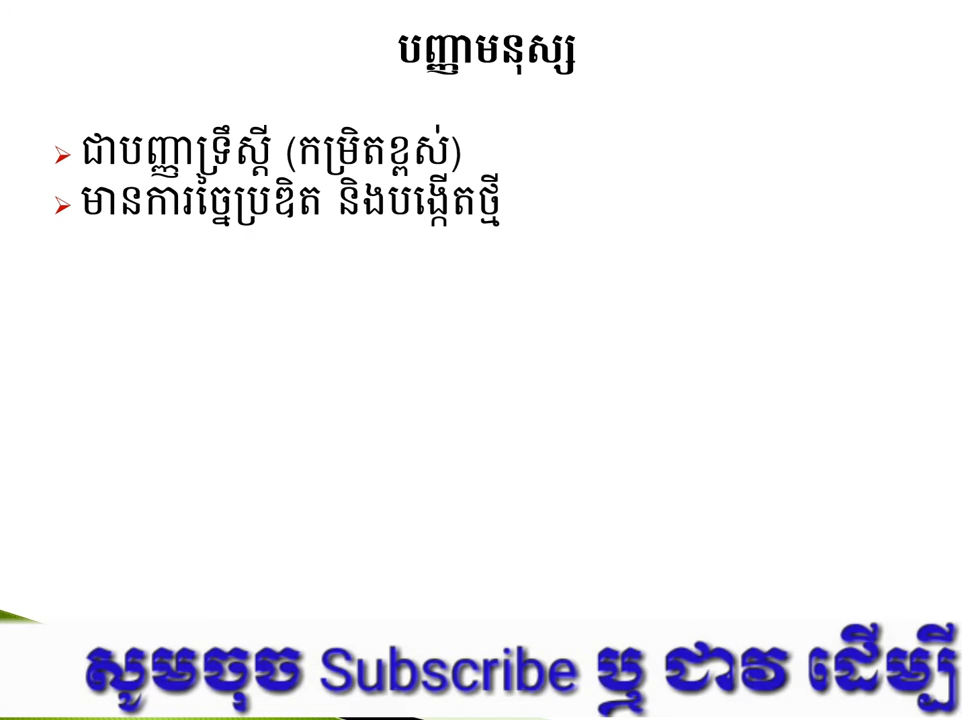 បញ្ញាមនុស្ស
ជាបញ្ញាទ្រឹស្តី (កម្រិតខ្ពស់)
មានការច្នៃប្រឌិត និងបង្កើតថ្មី
សូមចុច Subscribe ឬ ជាវ ដើម្បី